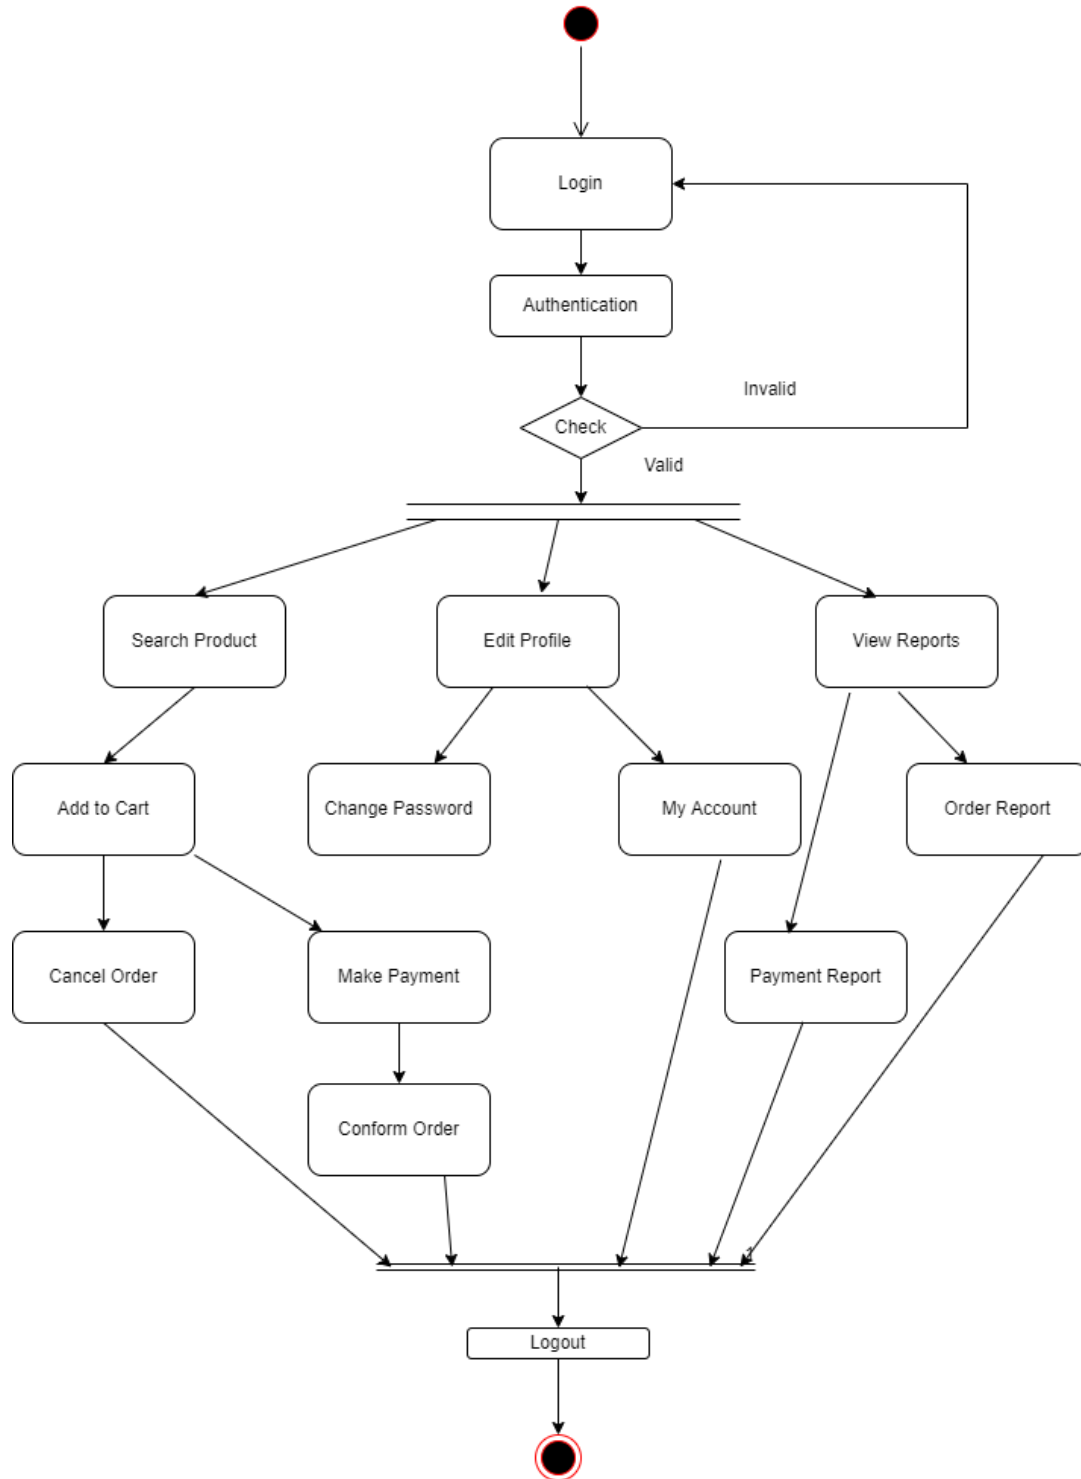 Login
Authentication
Invalid
Check
Valid
Search Product
Edit Profile
View Reports
Add to Cart
Change Password
My Account
Order Report
Cancel Order
Make Payment
Payment Report
Conform Order
Logout